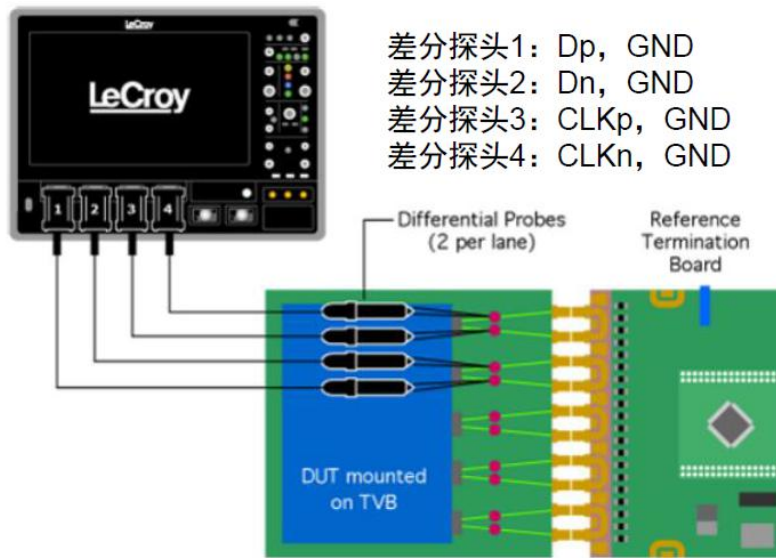 LeCroy
LeCroy
1 2 3 4
差分探头1：Dp，GND
差分探头2：Dn，GND
差分探头3：CLKp，GND
差分探头4：CLKn，GND
Differential Probes
(2 per lane)
Reference
Termination
Board
DUT mounted
on TVB